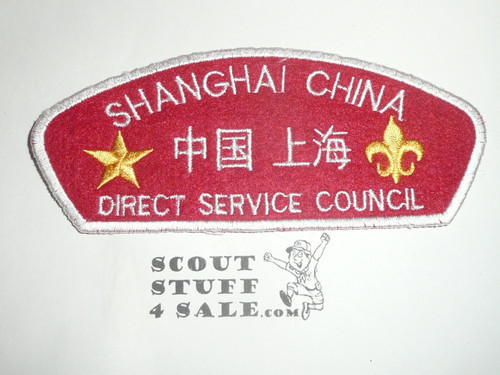 SHANGHAI CHINA
中国 上海
DIRECT SERVICE COUNCIL
SCOUT
STUFF
4 SALE.com